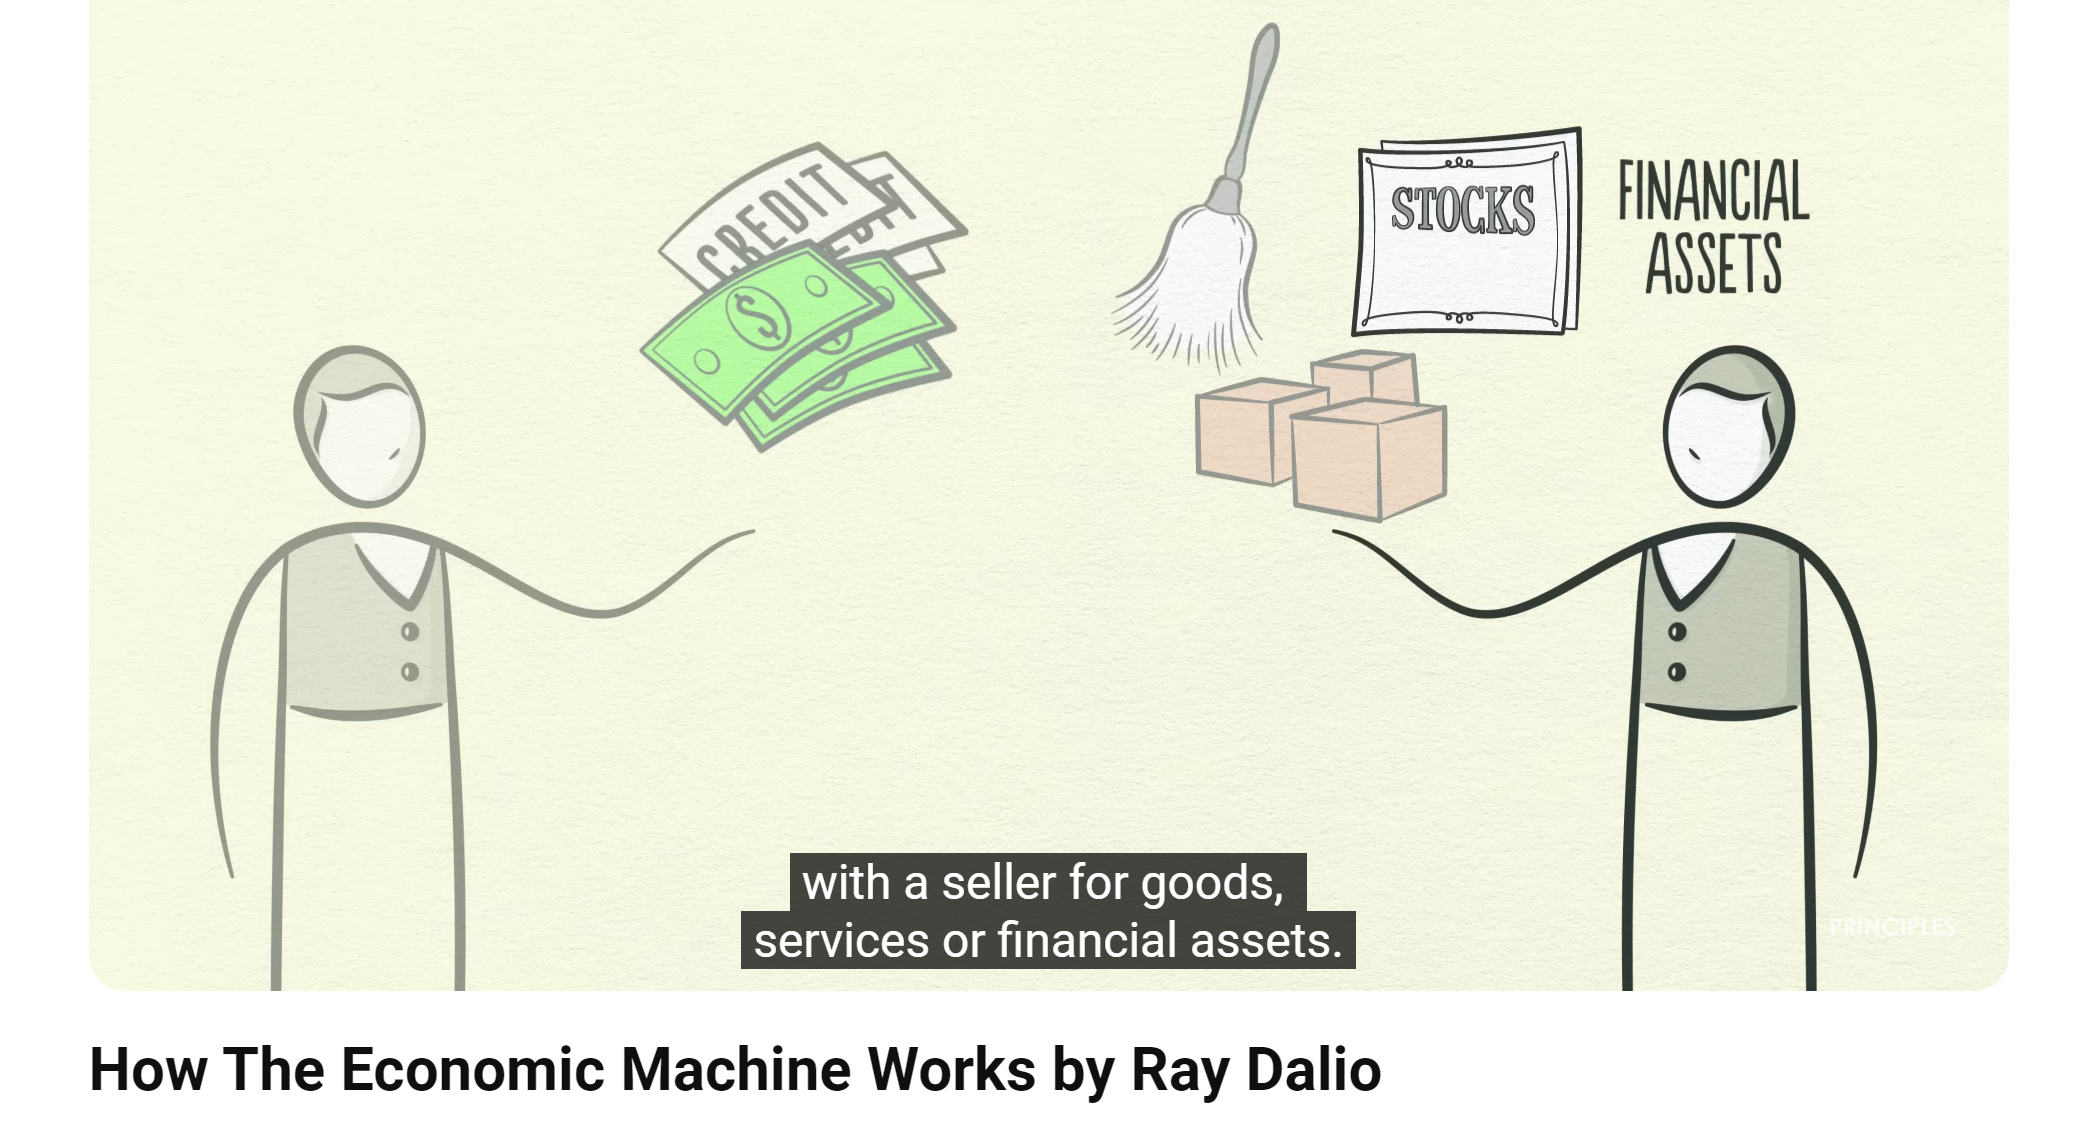 CREDIT
STOCKS
FINANCIAL
ASSETS
with a seller for goods,
services or financial assets.
PRINCIPLES
How The Economic Machine Works by Ray Dalio